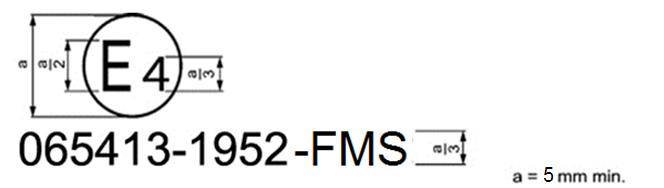 a
a/2
E 4
a/3
065413-1952-FMS
a/3
a = 5 mm min.